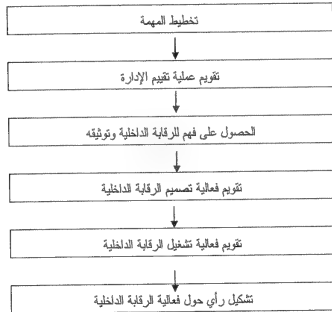 تخطيط المهمة
تقويم عملية تقييم الإدارة
الحصول على فهم للرقابة الداخلية وتوثيقه
تقويم فعالية تصميم الرقابة الداخلية
تقويم فعالية تشغيل الرقابة الداخلية
تشكيل رأي حول فعالية الرقابة الداخلية